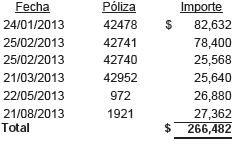 Fecha Póliza Importe
24/01/2013 42478 $ 82,632
25/02/2013 42741 78,400
25/02/2013 42740 25,568
21/03/2013 42952 25,640
22/05/2013 972 26,880
21/08/2013 1921 27,362
Total $ 266,482